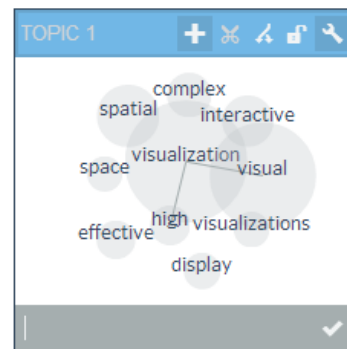 TOPIC 1
complex
spatial
interactive
visualization
space
visual
high
visualizations
effective
display